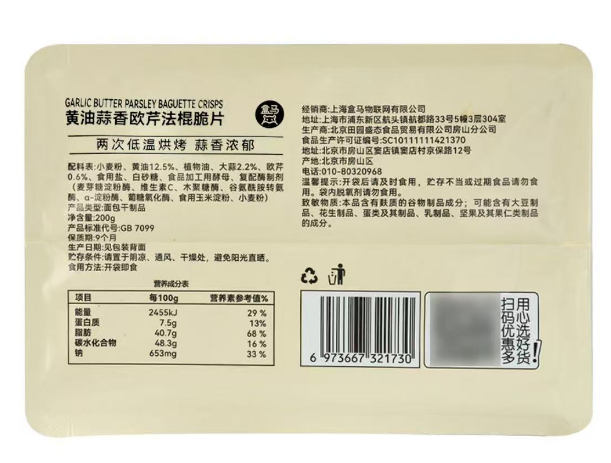 GARLIC BUTTER PARSLEY BAGUETTE CRISPS
黄油蒜香欧芹法棍脆片
盒马
两次低温烘烤 蒜香浓郁
配料表:小麦粉、黄油12.5%、植物油、大蒜2.2%、欧芹
0.6%、食用盐、白砂糖、食品加工用酵母、复配酶制剂
(麦芽糖淀粉酶、维生素C、木聚糖酶、谷氨酰胺转氨
酶、α-淀粉酶、葡糖氧化酶、食用玉米淀粉、小麦粉)
产品类型:面包干制品
净含量:200g
产品标准代号:GB 7099
保质期:9个月
生产日期:见包装背面
贮存条件:请置于阴凉、通风、干燥处,避免阳光直晒。
食用方法:开袋即食
营养成分表
项目 每100g 营养素参考值%
能量 2455kJ 29 %
蛋白质 7.5g 13%
脂肪 40.7g 68 %
碳水化合物 48.3g 16 %
钠 653mg 33 %
经销商:上海盒马物联网有限公司
地址:上海市浦东新区航头镇航都路33号5幢3层304室
生产商:北京田园盛态食品贸易有限公司房山分公司
食品生产许可证编号:SC10111111421370
地址:北京市房山区窦店镇窦店村京保路12号
产地:北京市房山区
电话:010-80320968
温馨提示:开袋后请及时食用,贮存不当或过期食品请勿食
用。袋内脱氧剂请勿食用。
致敏物质:本品含有麸质的谷物制品成分;可能含有大豆制
品、花生制品、蛋类及其制品、乳制品、坚果及其果仁类制品
的成分。
6 973667 321730
用心选好货
扫码优惠多!